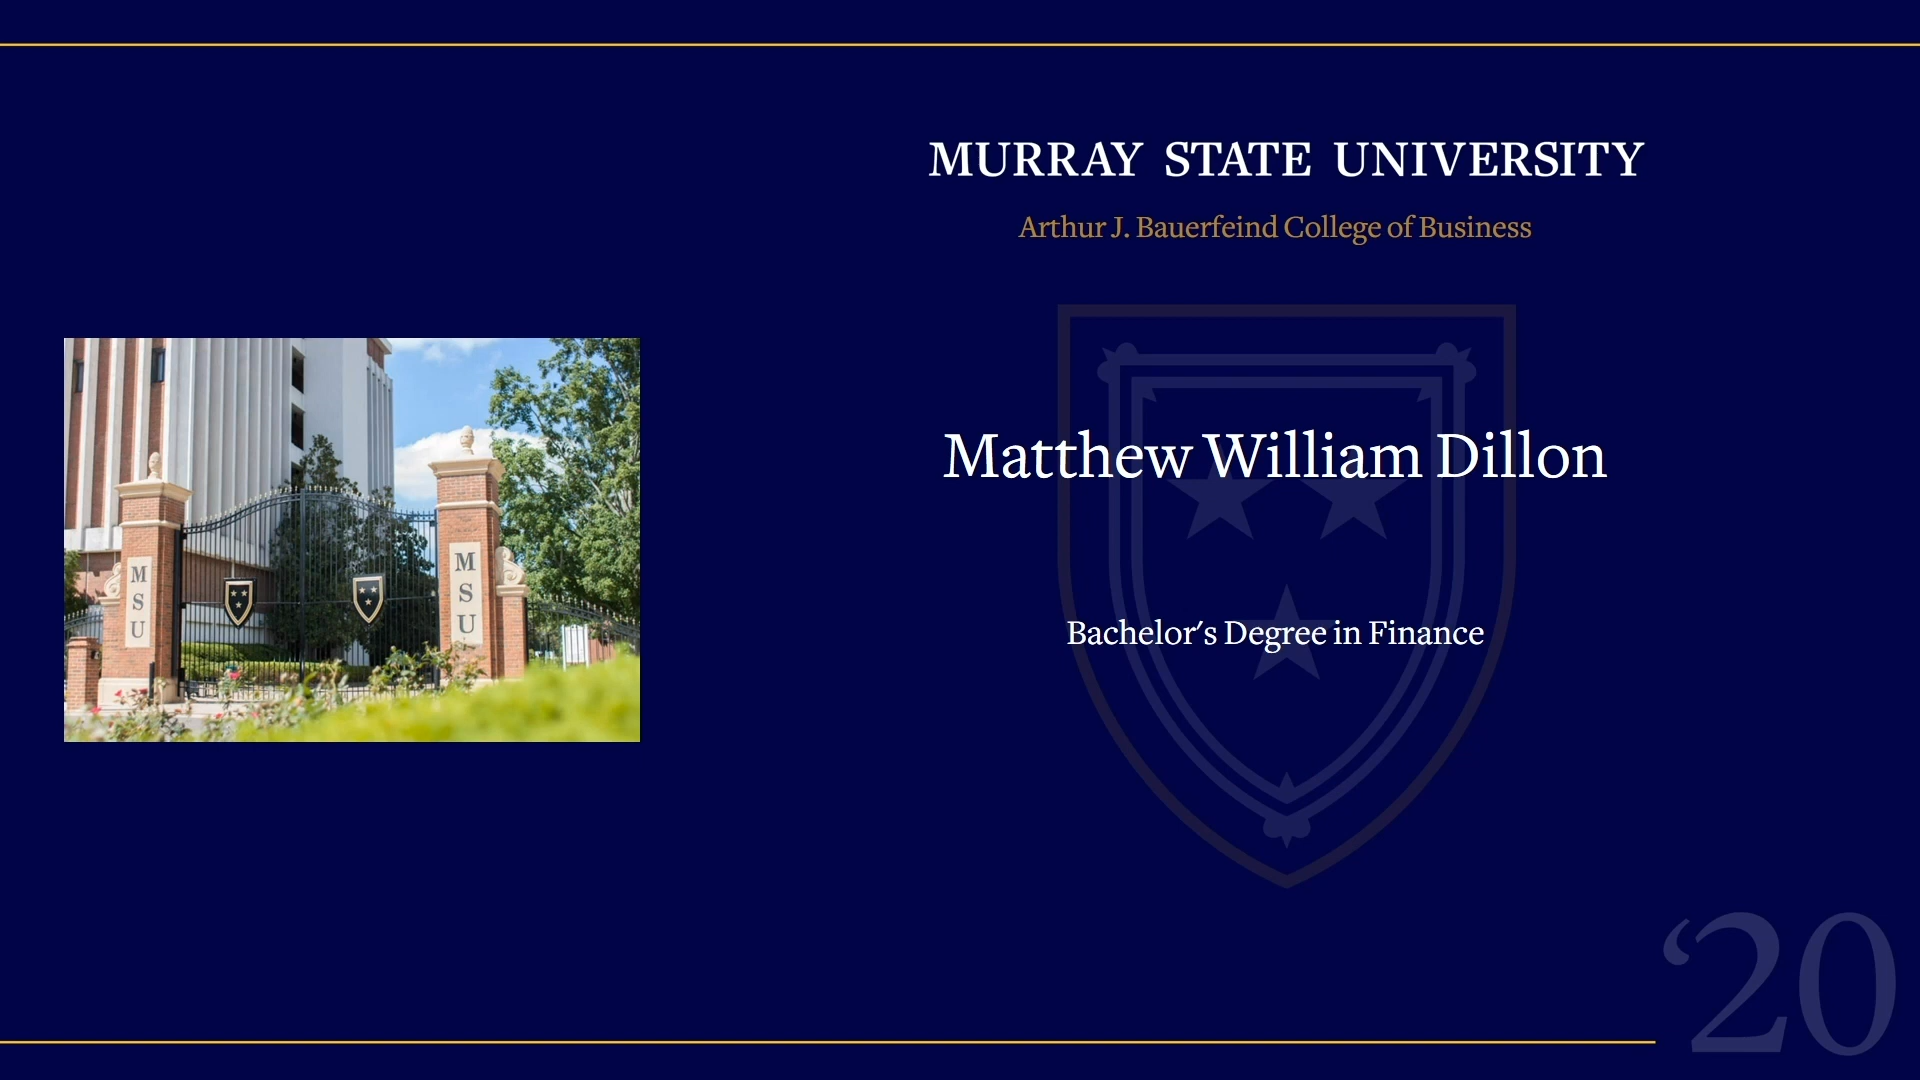 MURRAY STATE UNIVERSITY
Arthur J. Bauerfeind College of Business
Matthew William Dillon
Bachelor's Degree in Finance
M
S
U
M
S
U
‘20